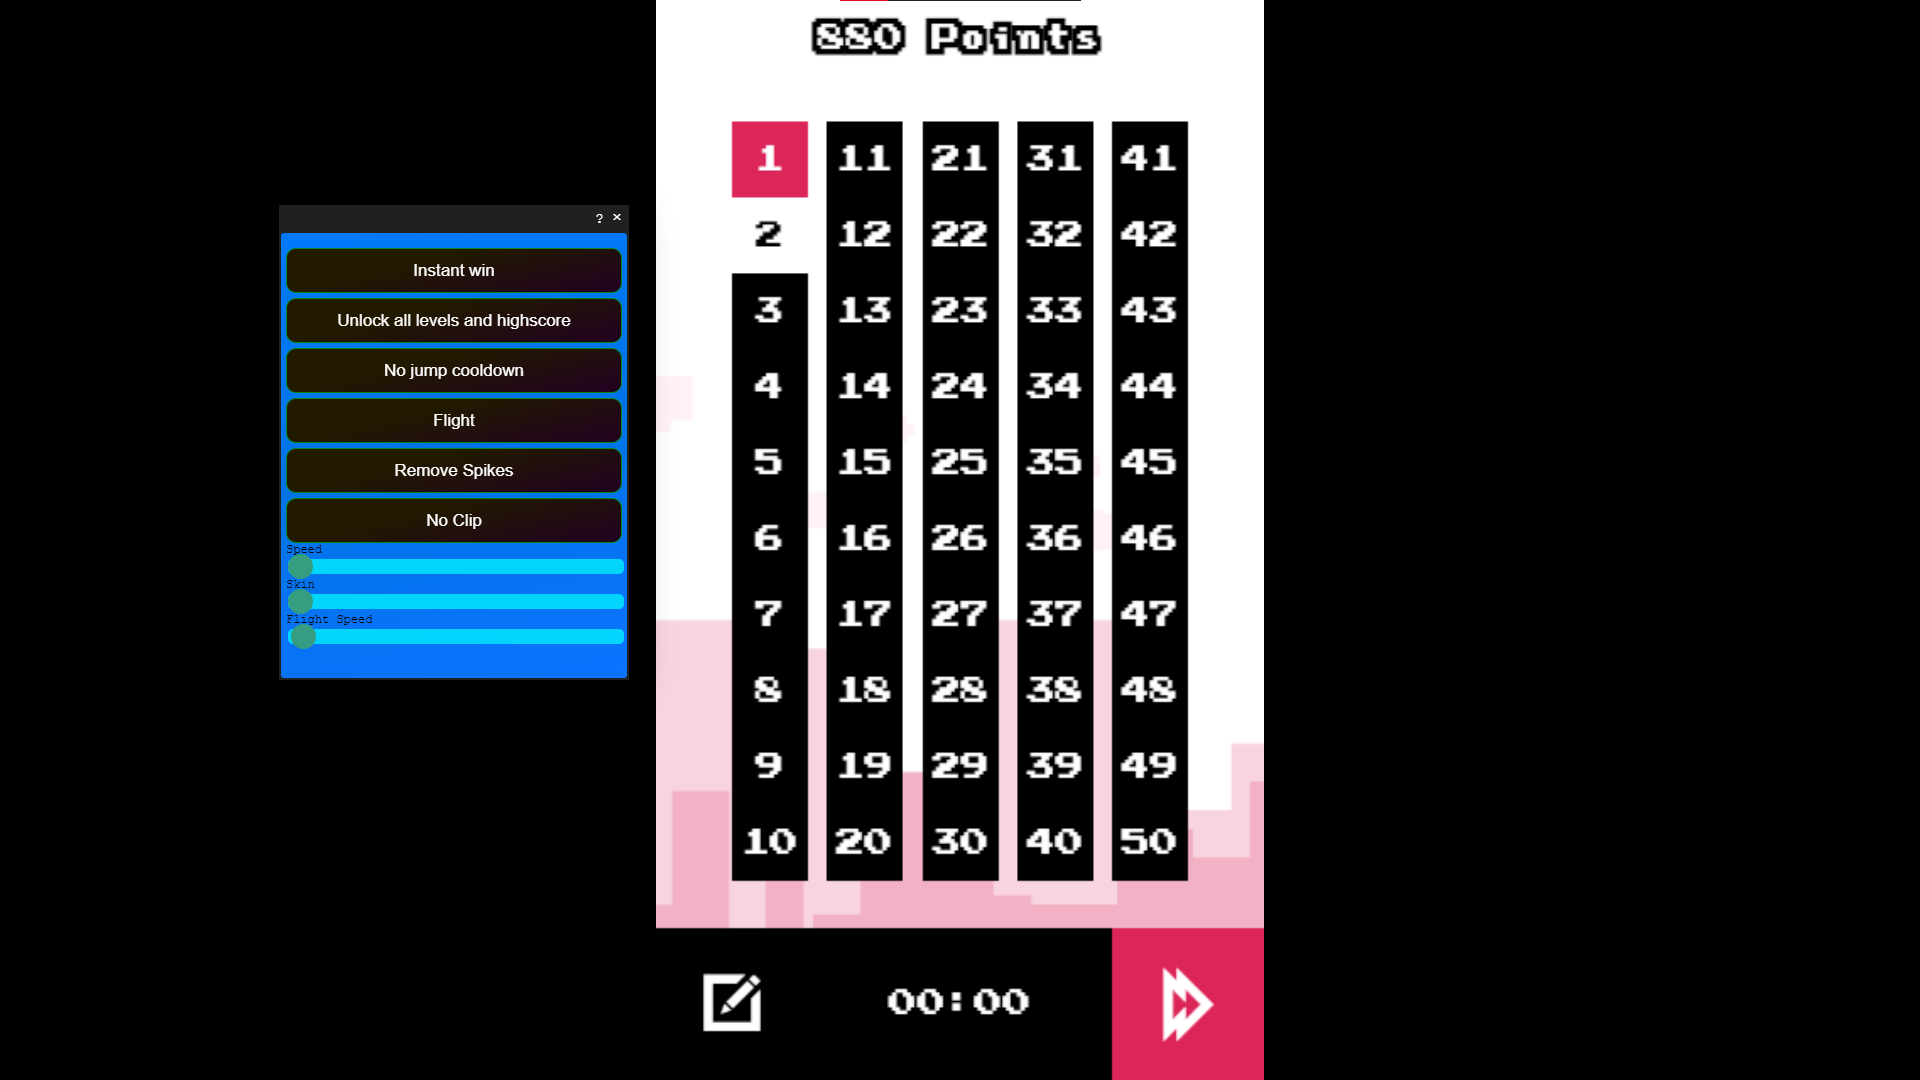 880 Points
? ×
Instant win
Unlock all levels and highscore
No jump cooldown
Flight
Remove Spikes
No Clip
Speed
Skin
Flight Speed
1 11 21 31 41
2 12 22 32 42
3 13 23 33 43
4 14 24 34 44
5 15 25 35 45
6 16 26 36 46
7 17 27 37 47
8 18 28 38 48
9 19 29 39 49
10 20 30 40 50
00:00